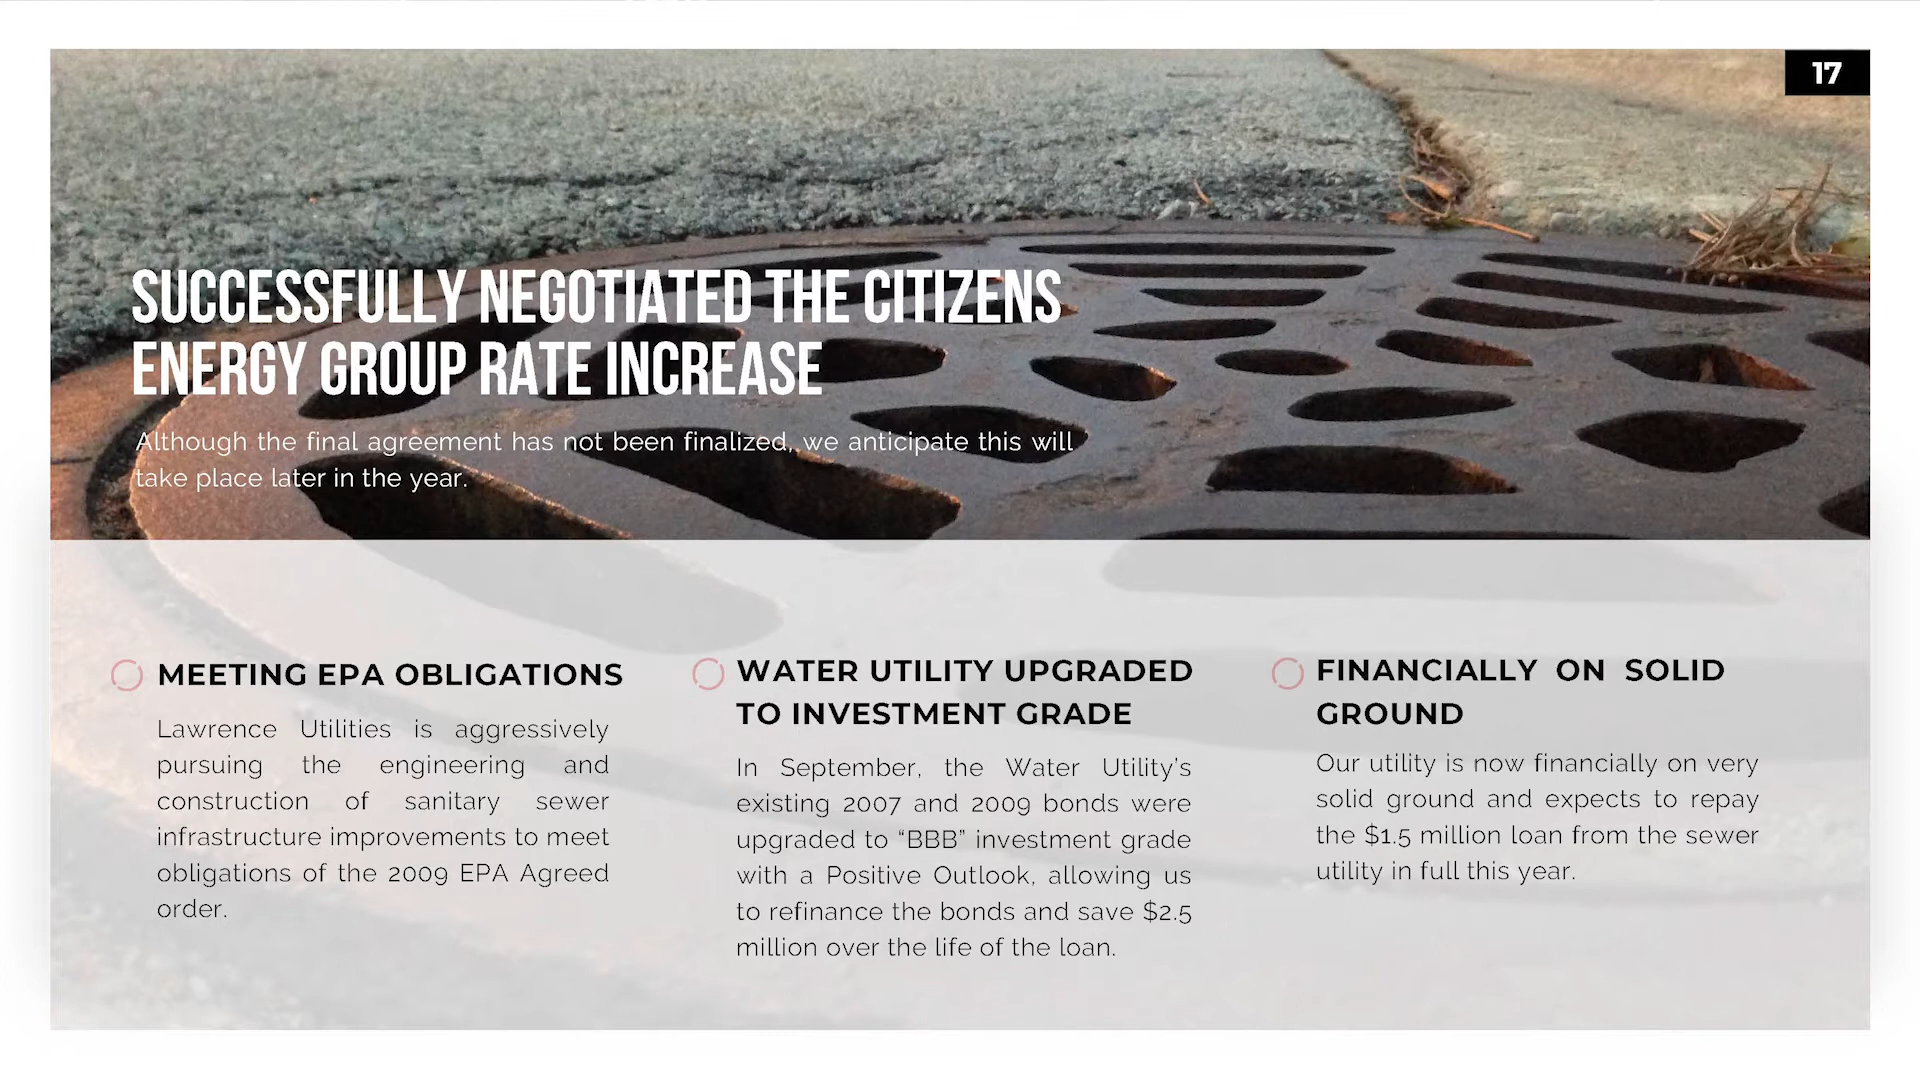 17
SUCCESSFULLY NEGOTIATED THE CITIZENS
ENERGY GROUP RATE INCREASE
Although the final agreement has not been finalized, we anticipate this will
take place later in the year.
MEETING EPA OBLIGATIONS
Lawrence Utilities is aggressively
pursuing the engineering and
construction of sanitary sewer
infrastructure improvements to meet
obligations of the 2009 EPA Agreed
order.
WATER UTILITY UPGRADED
TO INVESTMENT GRADE
In September, the Water Utility's
existing 2007 and 2009 bonds were
upgraded to “BBB” investment grade
with a Positive Outlook, allowing us
to refinance the bonds and save $2.5
million over the life of the loan.
FINANCIALLY ON SOLID
GROUND
Our utility is now financially on very
solid ground and expects to repay
the $1.5 million loan from the sewer
utility in full this year.